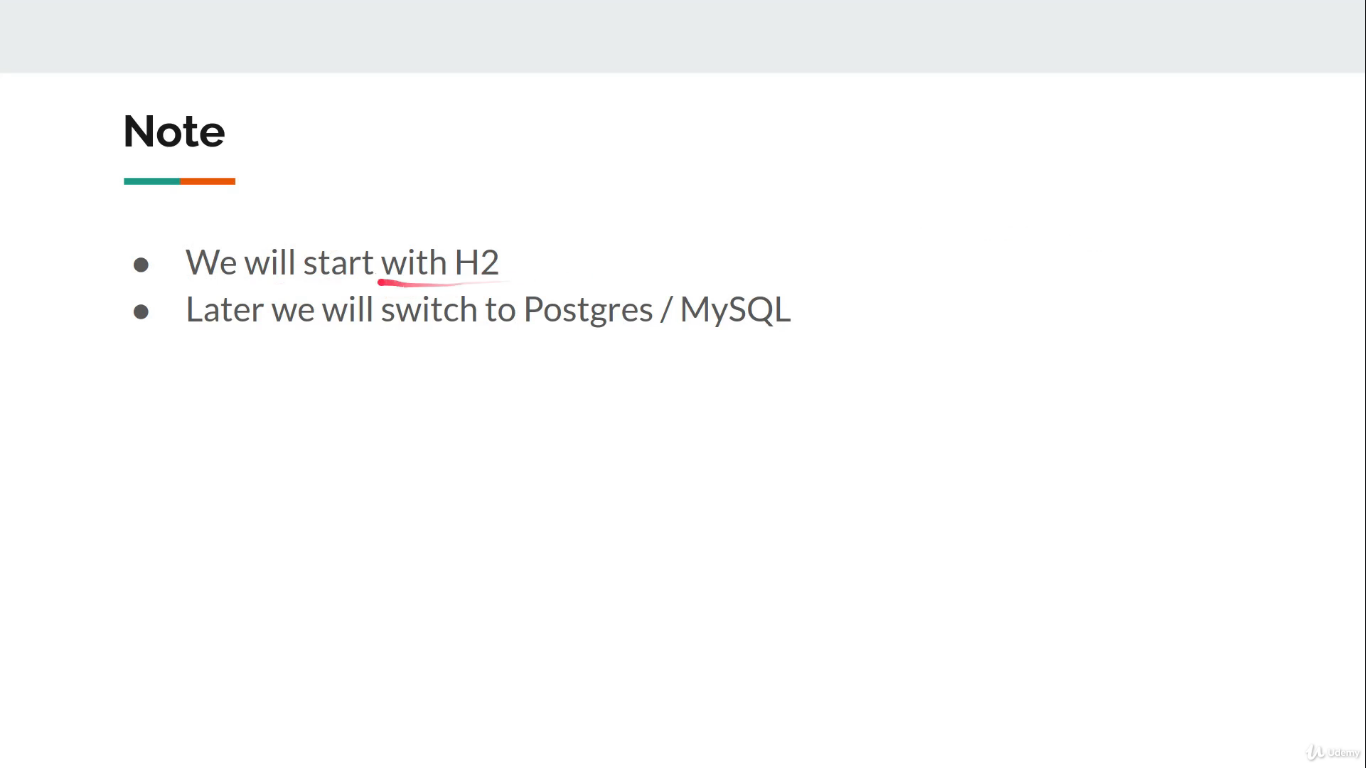 Note
● We will start with H2
● Later we will switch to Postgres / MySQL
Udemy